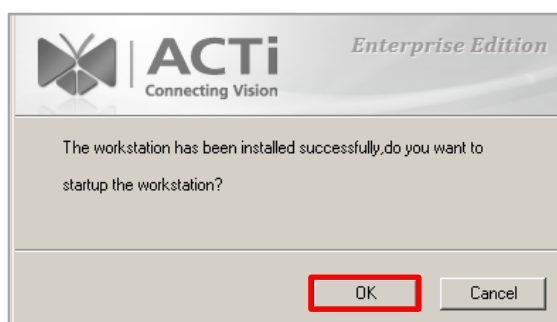 ACTi
Connecting Vision
Enterprise Edition
The workstation has been installed successfully,do you want to
startup the workstation?
OK
Cancel